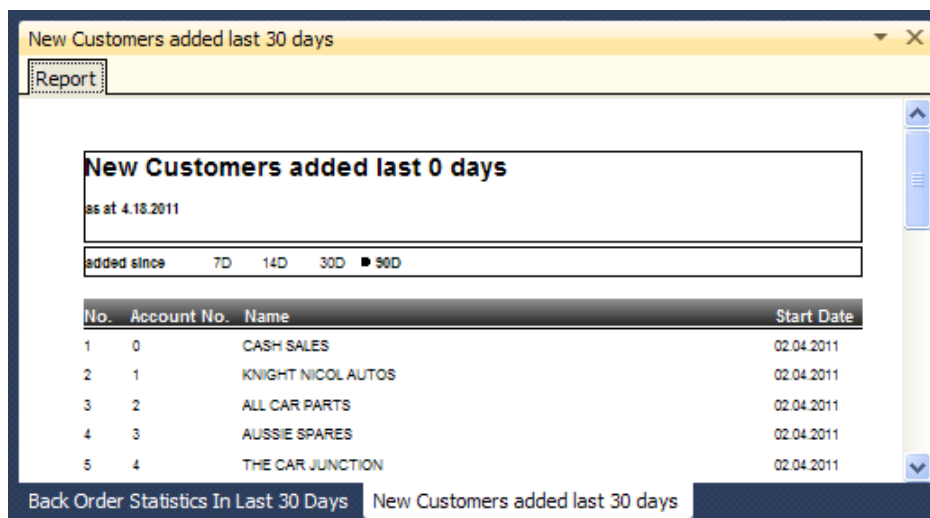 New Customers added last 30 days
Report
New Customers added last 0 days
as at 4.18.2011
added since 7D 14D 30D 90D
No. Account No. Name Start Date
1 0 CASH SALES 02.04.2011
2 1 KNIGHT NICOL AUTOS 02.04.2011
3 2 ALL CAR PARTS 02.04.2011
4 3 AUSSIE SPARES 02.04.2011
5 4 THE CAR JUNCTION 02.04.2011
Back Order Statistics In Last 30 Days New Customers added last 30 days